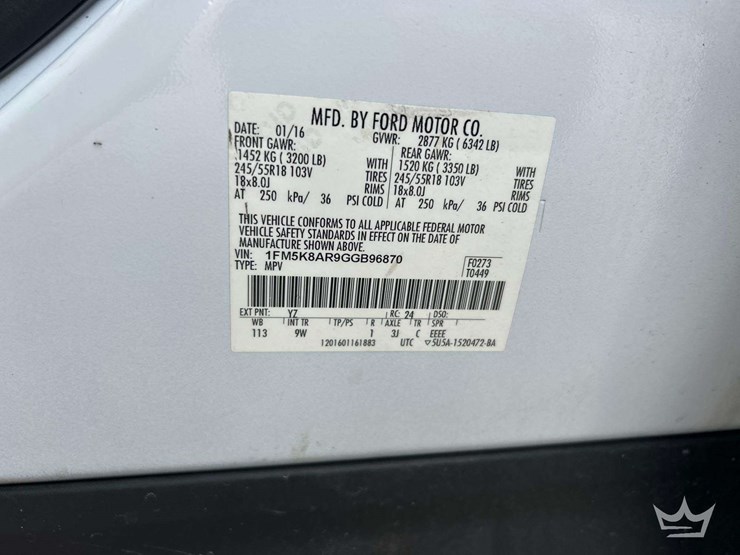 MFD. BY FORD MOTOR CO.
DATE: 01/16 GVWR: 2877 KG ( 6342 LB)
FRONT GAWR: REAR GAWR:
1452 KG ( 3200 LB) WITH 1520 KG ( 3350 LB) WITH
245/55R18 103V TIRES 245/55R18 103V TIRES
18x8.0J RIMS 18x8.0J RIMS
AT 250 kPa/ 36 PSI COLD AT 250 kPa/ 36 PSI COLD
THIS VEHICLE CONFORMS TO ALL APPLICABLE FEDERAL MOTOR
VEHICLE SAFETY STANDARDS IN EFFECT ON THE DATE OF
MANUFACTURE SHOWN ABOVE.
VIN: 1FM5K8AR9GGB96870 F0273
TYPE: MPV T0449
EXT PNT: YZ RC: 24 DSO:
WB INT TR TP/PS R AXLE TR SPR
113 9W 1 3J C EEEE
1201601161883 UTC ▽5U5A-1520472-BA